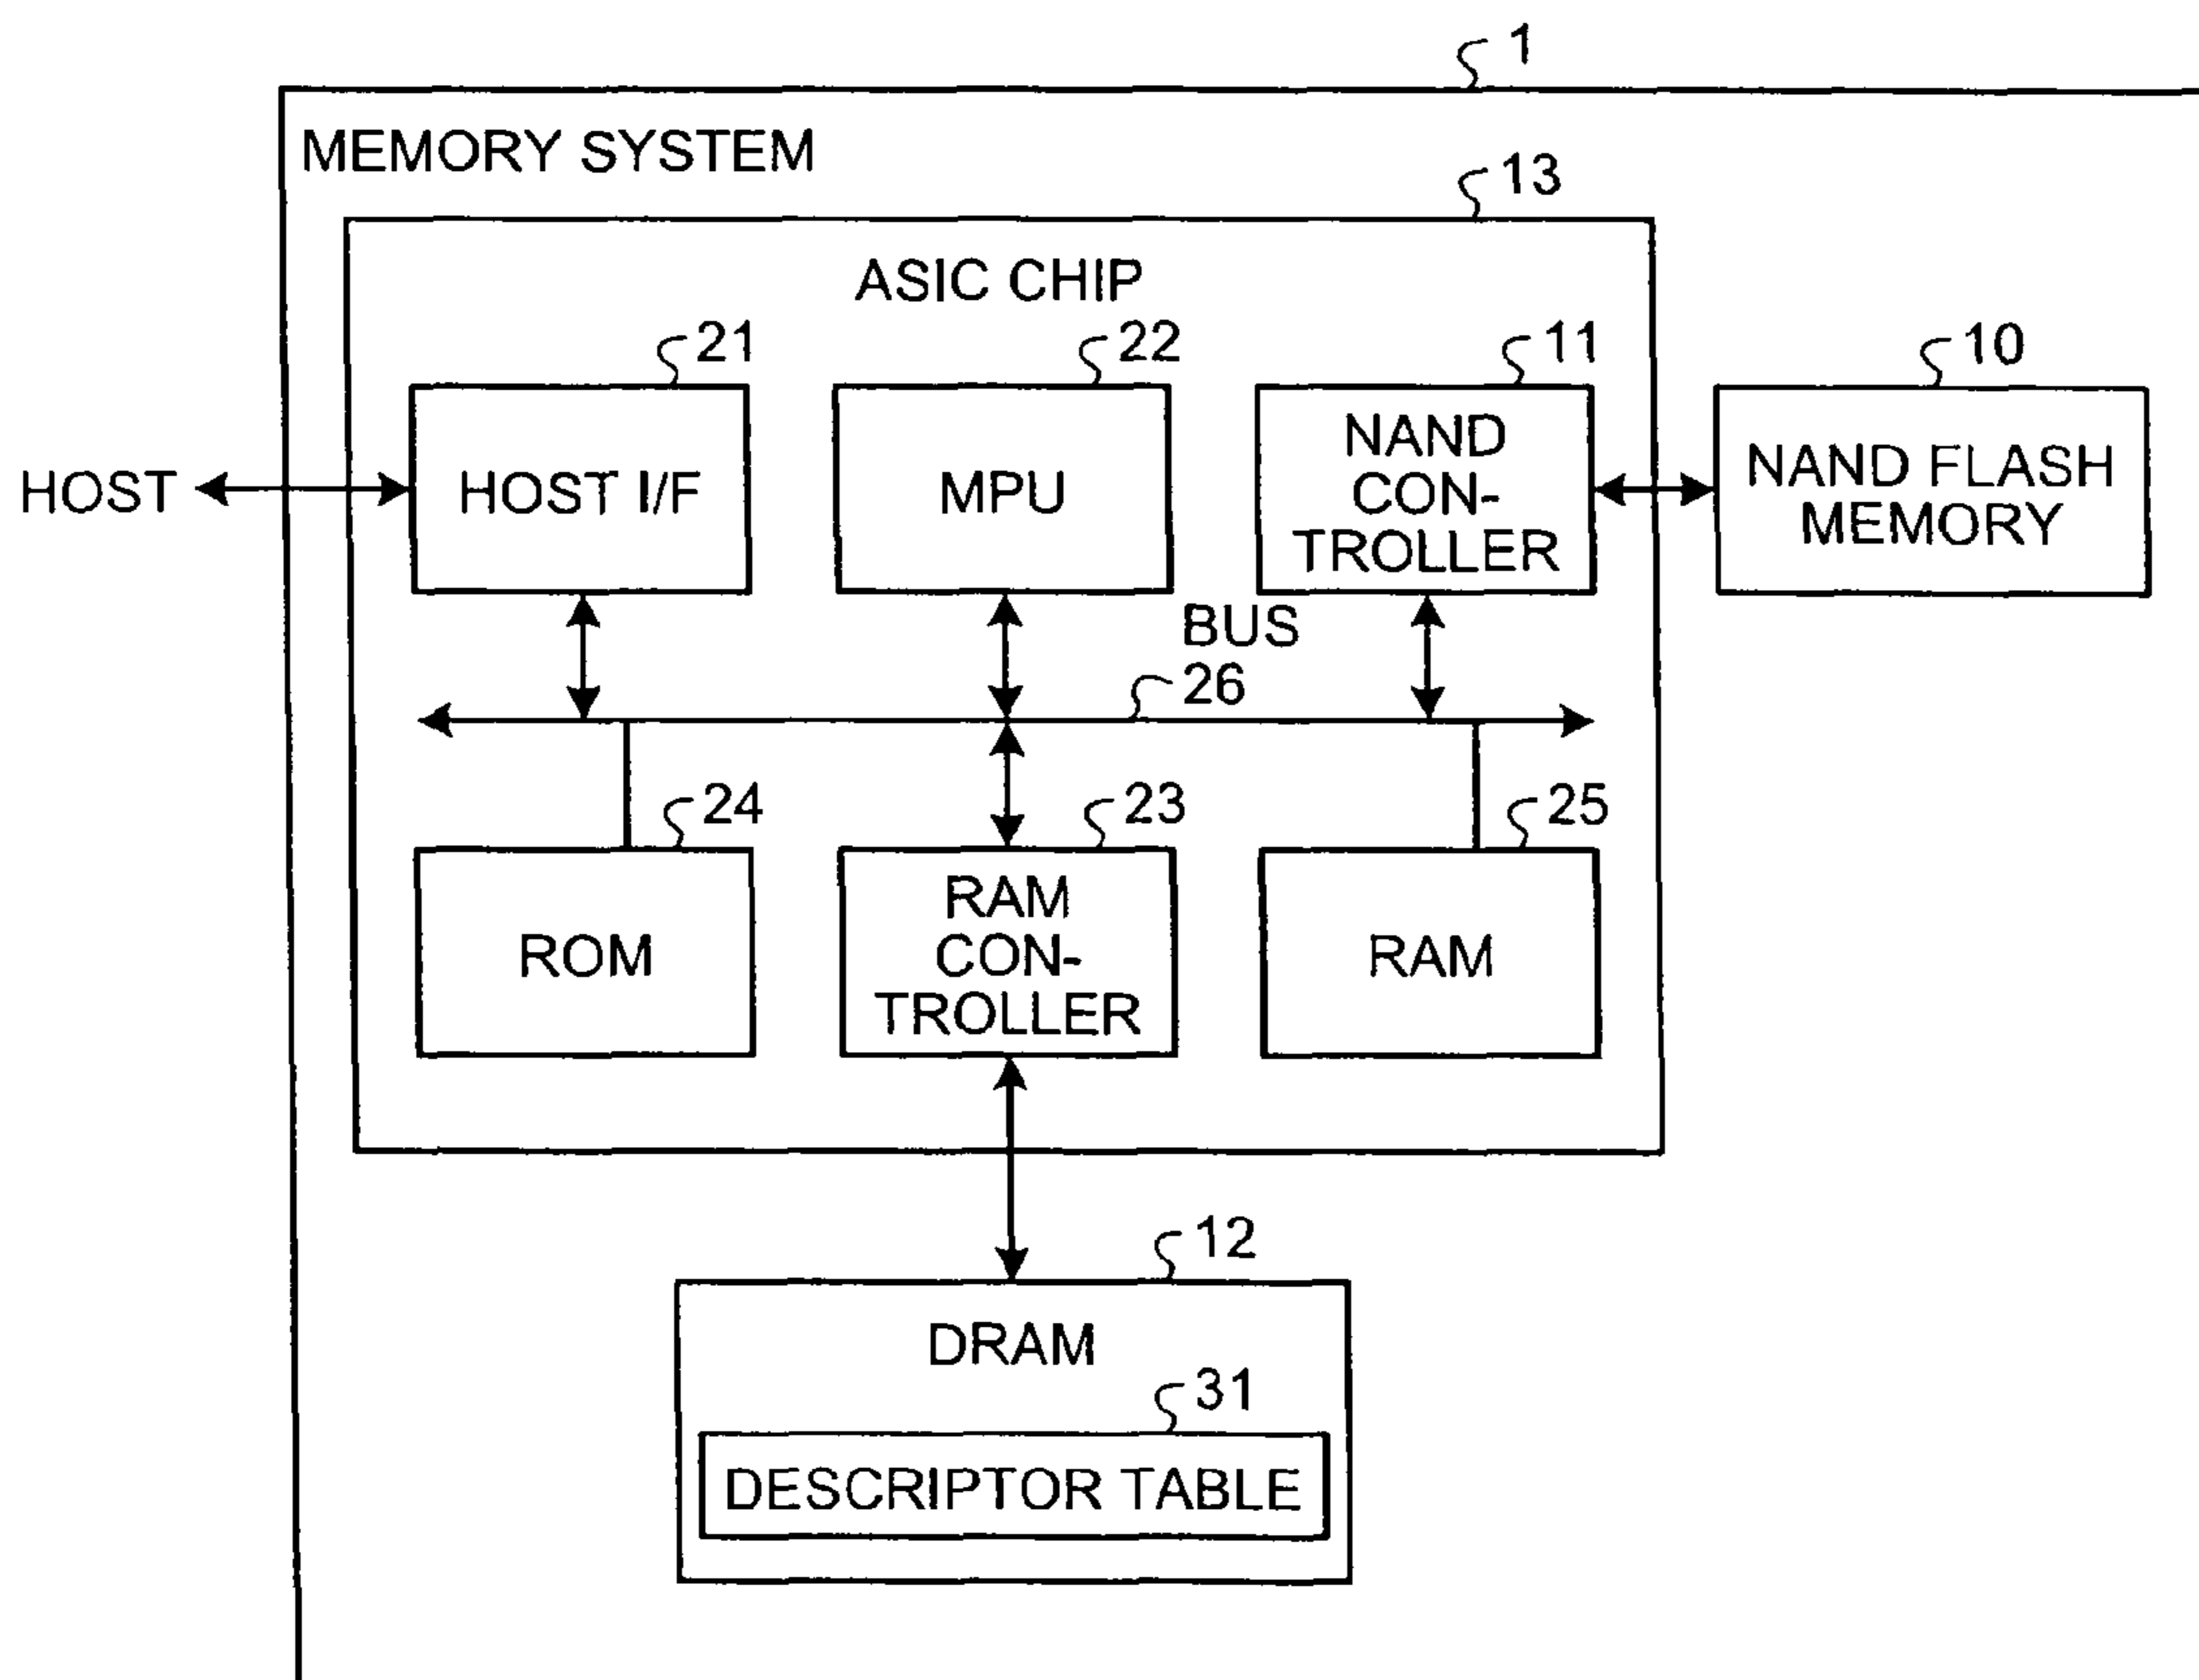 1
MEMORY SYSTEM
13
ASIC CHIP
21
22
11
10
HOST
HOST I/F
MPU
NAND
CON-
TROLLER
NAND FLASH
MEMORY
BUS
26
24
23
25
ROM
RAM
CON-
TROLLER
RAM
12
DRAM
31
DESCRIPTOR TABLE